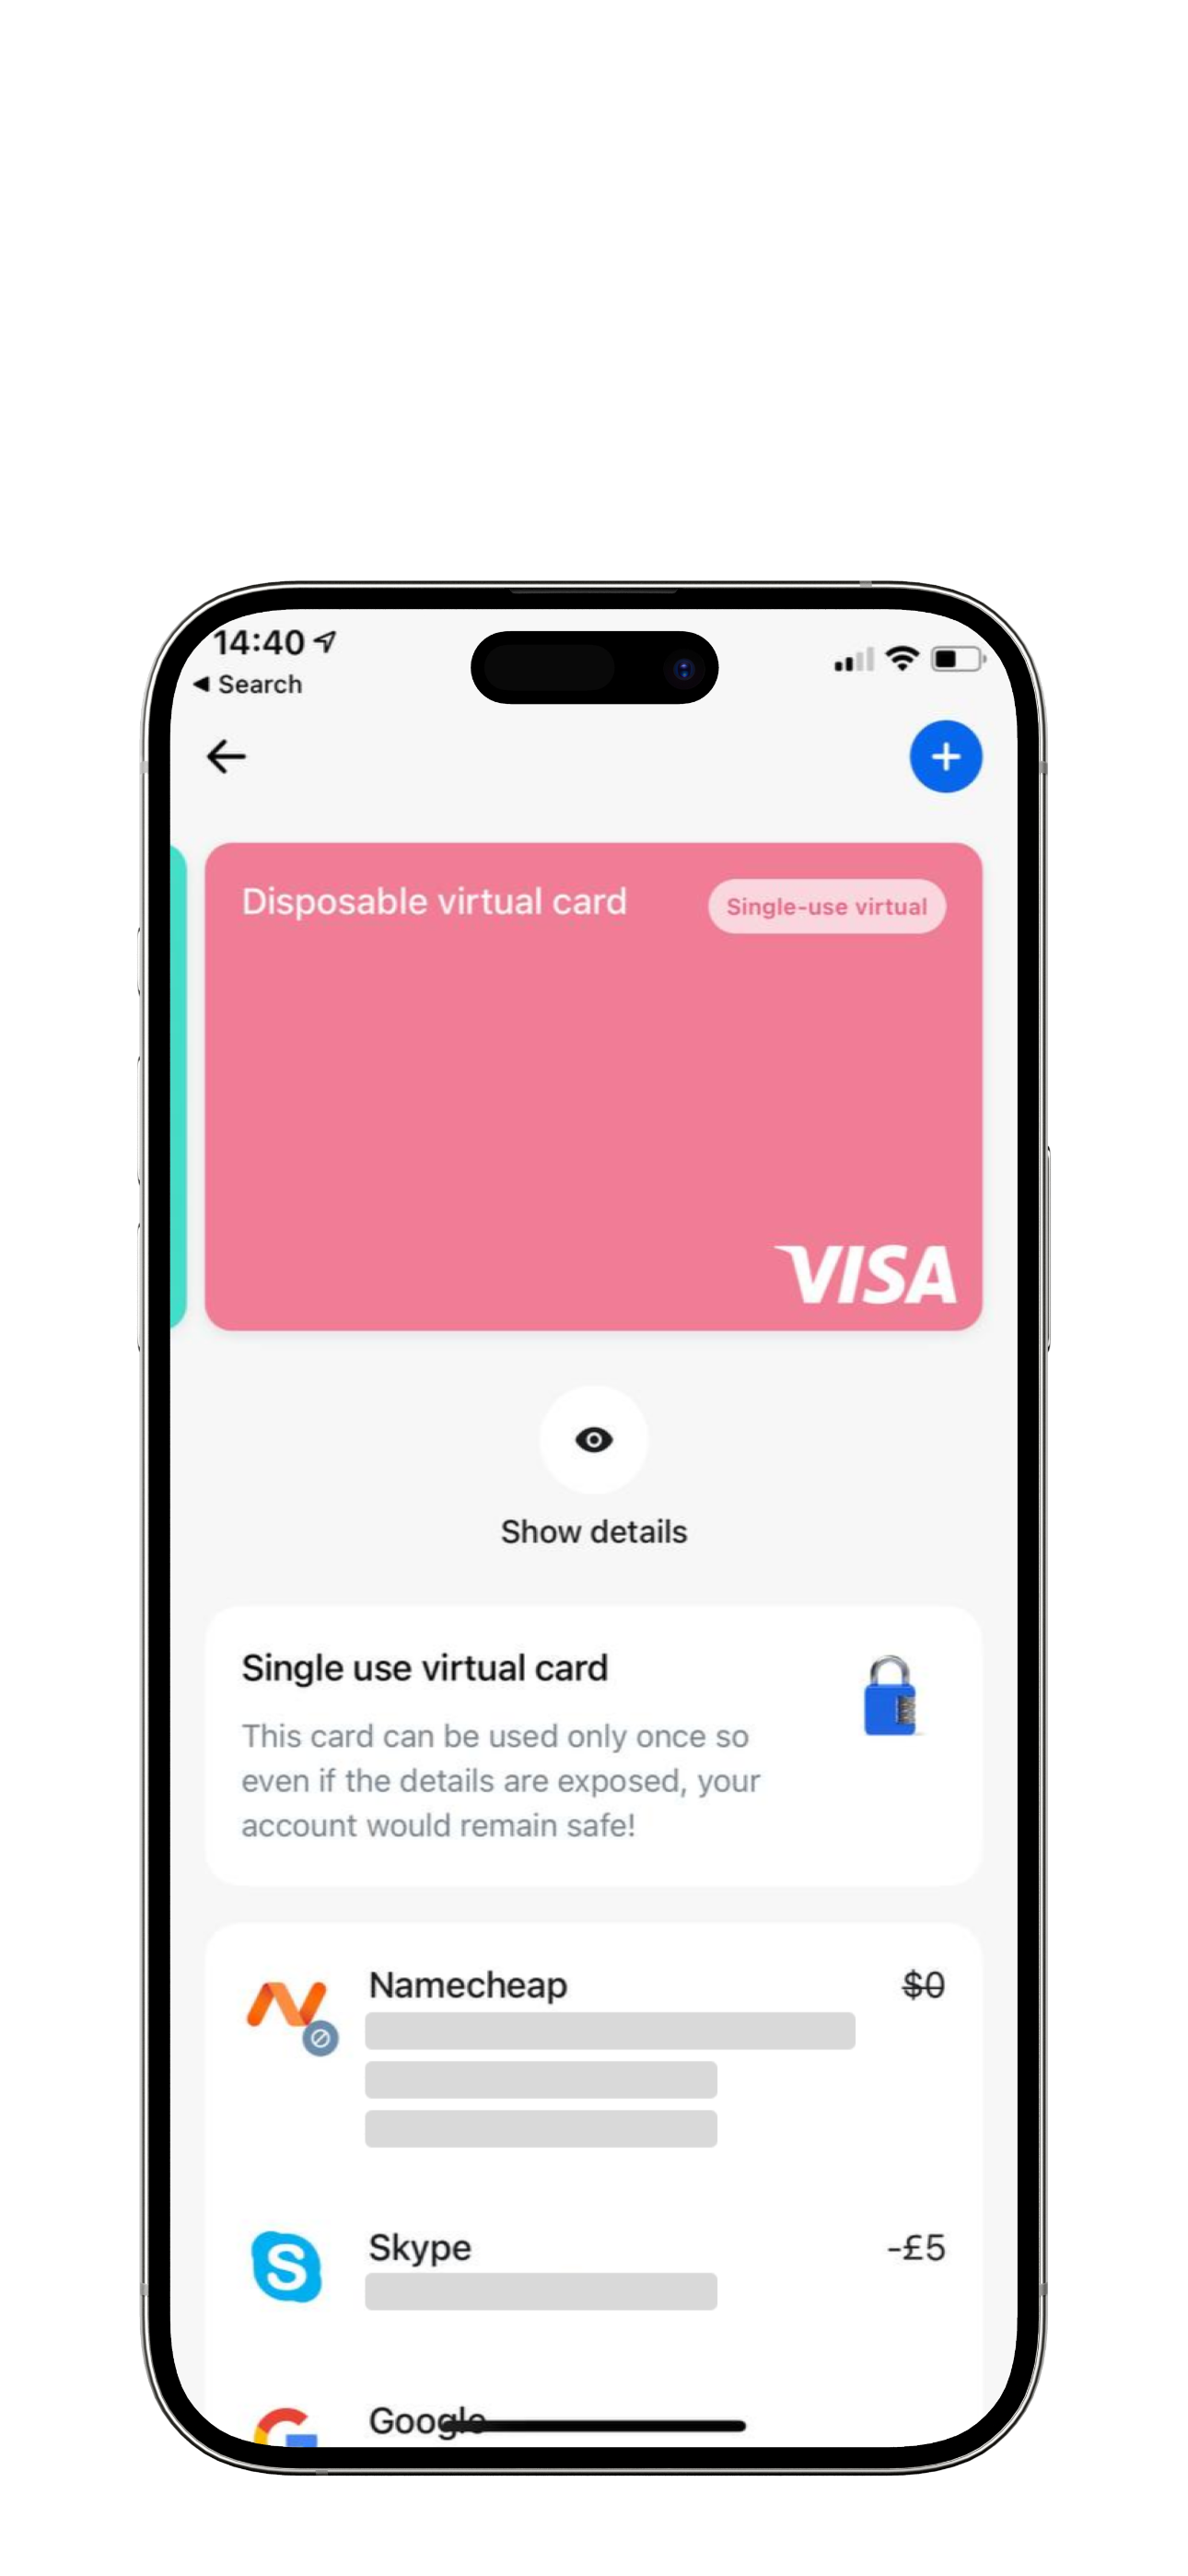 14:40
◀ Search
Disposable virtual card
Single-use virtual
VISA
Show details
Single use virtual card
This card can be used only once so
even if the details are exposed, your
account would remain safe!
Namecheap
$0
Skype
-£5
Google